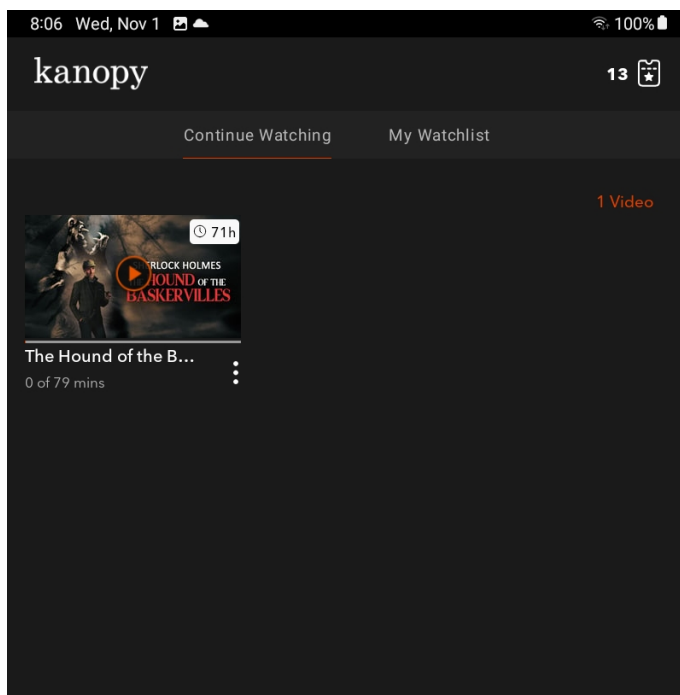 8:06 Wed, Nov 1 100%
kanopy
13
Continue Watching My Watchlist
1 Video
71h
LOCK HOLMES
HOUND OF THE
BASKERVILLES
The Hound of the B...
0 of 79 mins